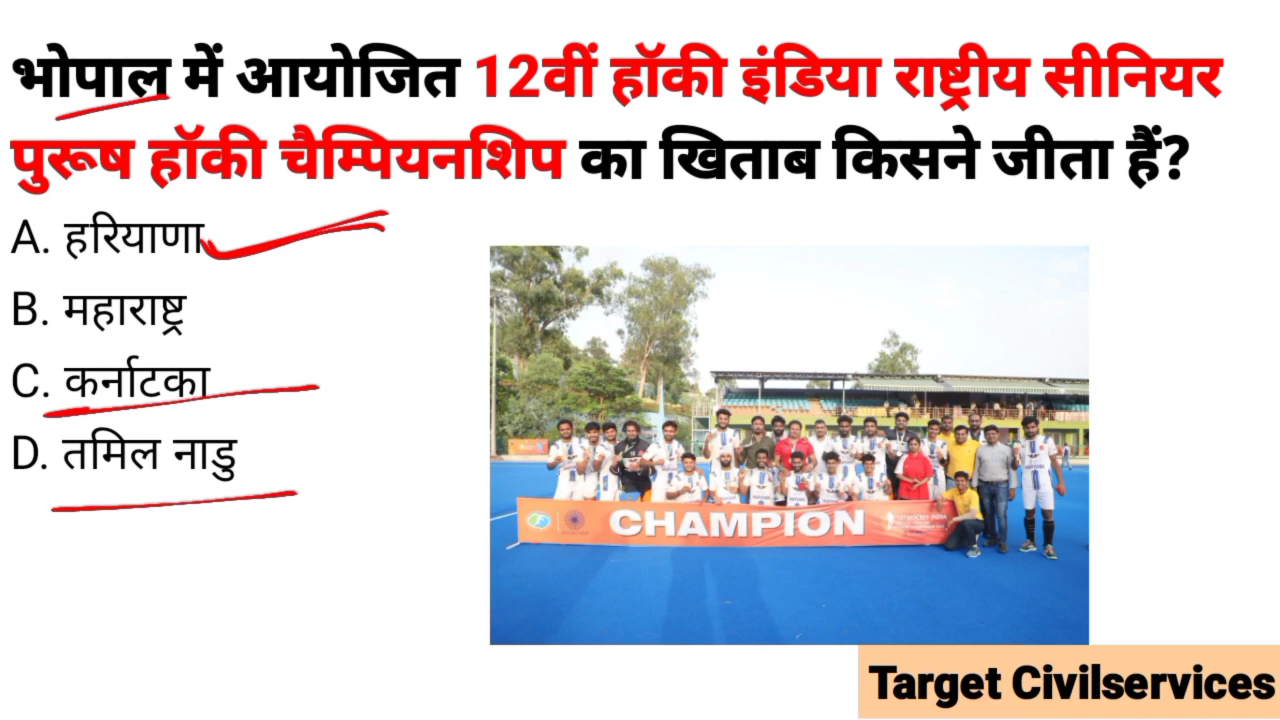 भोपाल में आयोजित 12वीं हॉकी इंडिया राष्ट्रीय सीनियर
पुरूष हॉकी चैम्पियनशिप का खिताब किसने जीता हैं?
A. हरियाणा
B. महाराष्ट्र
C. कर्नाटका
D. तमिल नाडु
CHAMPION
Target Civilservices